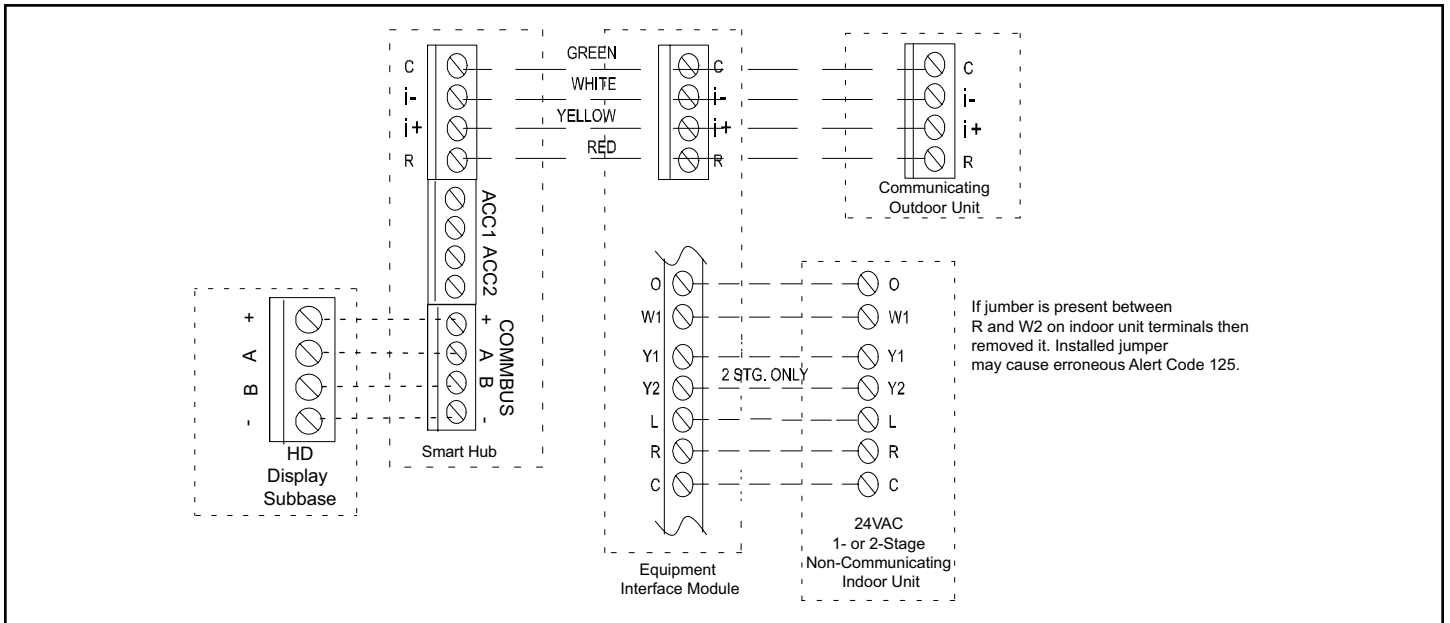 GREEN
WHITE
YELLOW
RED
C
i-
i+
R
C
i-
i+
R
C
i-
i+
R
Communicating
Outdoor Unit
ACC1 ACC2
+
A
B
-
COMMBUS
Smart Hub
+
A
B
-
HD
Display
Subbase
O
W1
Y1
Y2
L
R
C
2 STG. ONLY
Equipment
Interface Module
O
W1
Y1
Y2
L
R
C
24VAC
1- or 2-Stage
Non-Communicating
Indoor Unit
If jumber is present between
R and W2 on indoor unit terminals then
removed it. Installed jumper
may cause erroneous Alert Code 125.